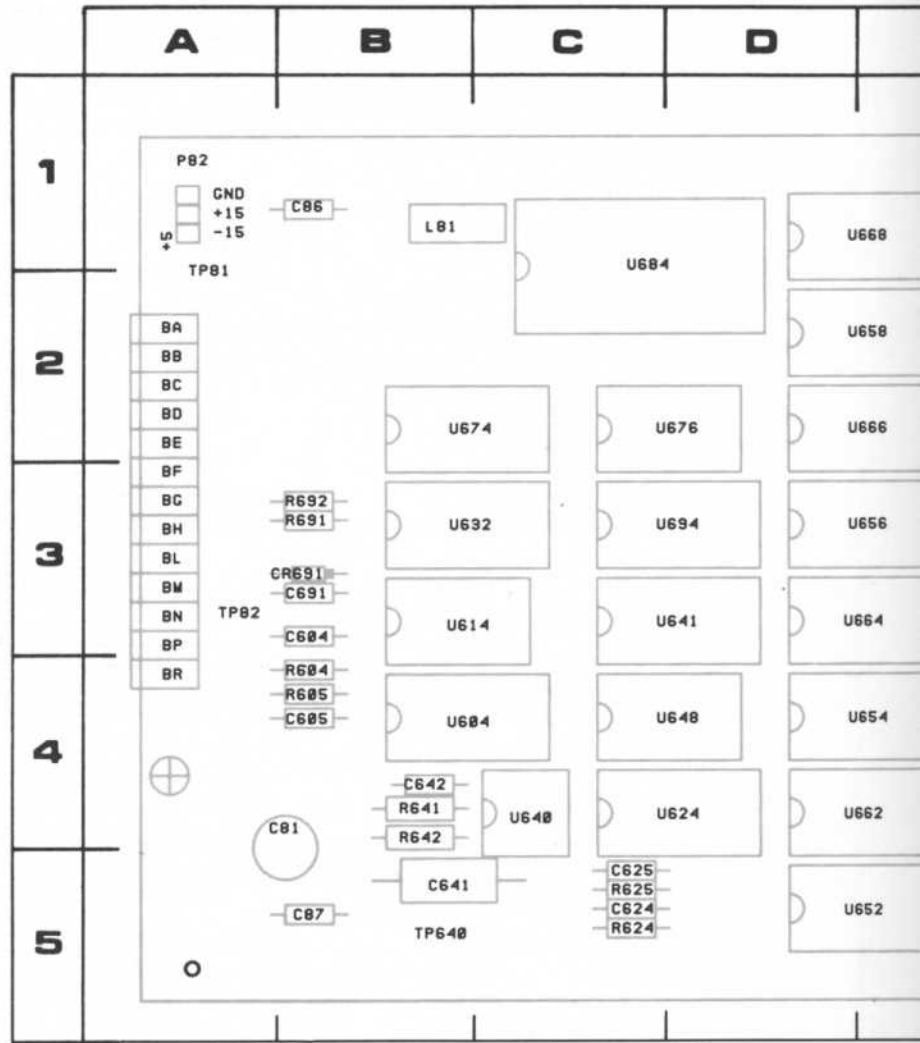 A B C D
1
P82
GND
+15
-15
+5
TP81
C86
L81
U684
U668
2
BA
BB
BC
BD
BE
BF
BG
BH
BL
BM
BN
BP
BR
U658
U674
U676
U666
3
R692
R691
U632
U694
U656
CR691
C691
TP82
C604
U614
U641
U664
R604
R605
C605
4
U604
U648
U654
C642
R641
R642
C81
U640
U624
U662
5
C641
C625
R625
C624
R624
C87
TP640
U652